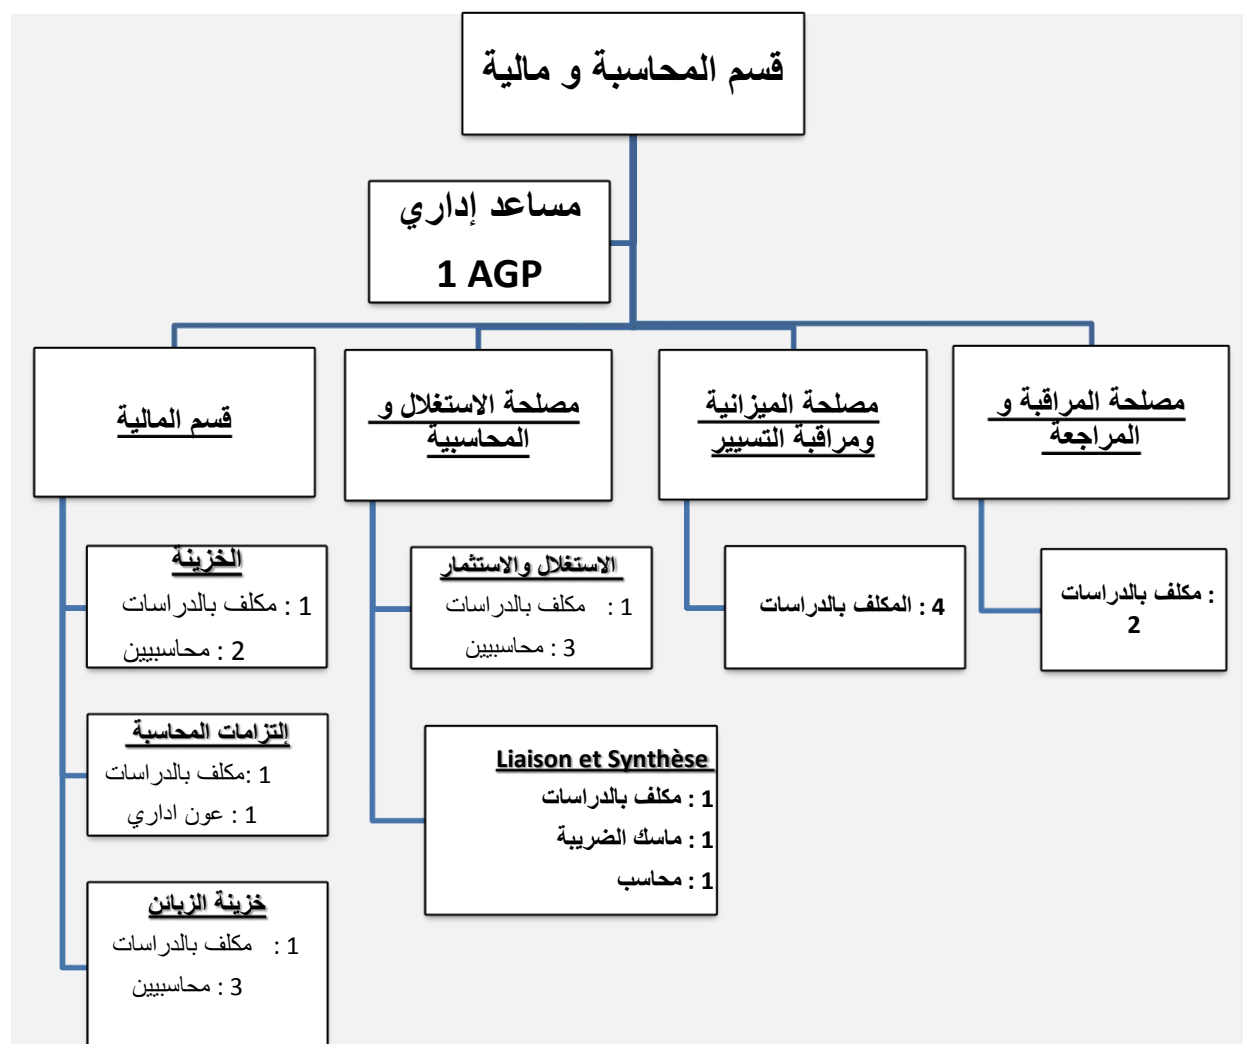 قسم المحاسبة و مالية
مساعد إداري
1 AGP
مصلحة المراقبة و
المراجعة
مصلحة الميزانية
ومراقبة التسيير
مصلحة الاستغلال و
المحاسبية
قسم المالية
مكلف بالدراسات :
2
4 : المكلف بالدراسات
الاستغلال والاستثمار
1 : مكلف بالدراسات
3 : محاسبيين
Liaison et Synthèse
1 : مكلف بالدراسات
1 : ماسك الضريبة
1 : محاسب
الخزينة
1 : مكلف بالدراسات
2 : محاسبيين
إلتزامات المحاسبة
1 :مكلف بالدراسات
1 : عون اداري
خزينة الزبائن
1 : مكلف بالدراسات
3 : محاسبيين